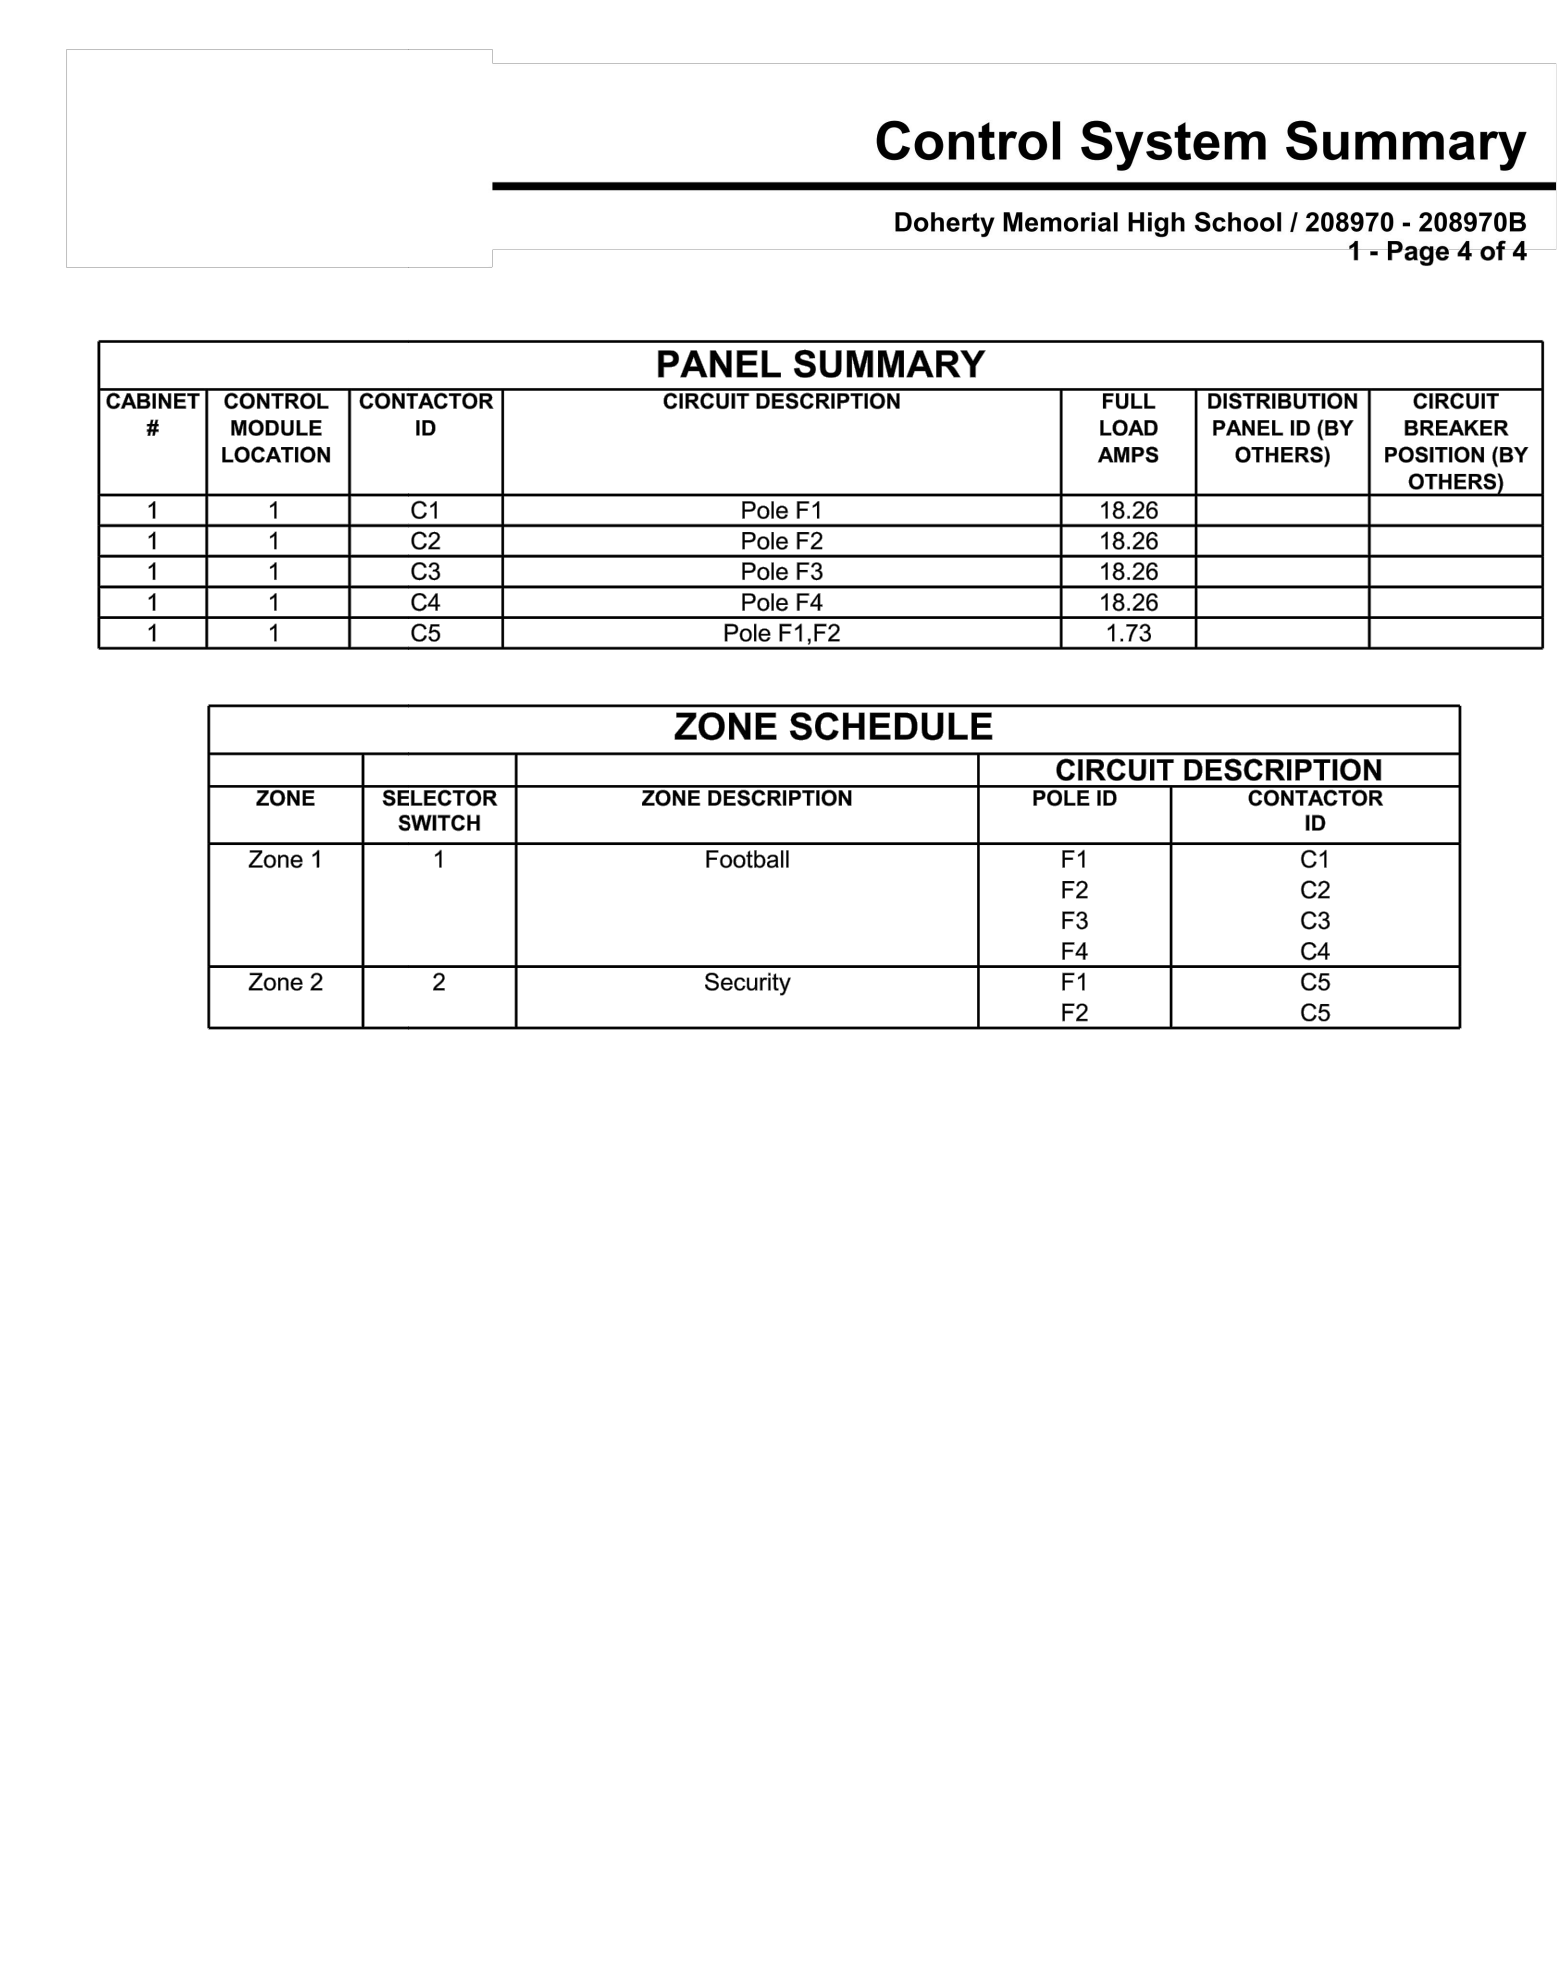 Control System Summary
Doherty Memorial High School / 208970 - 208970B
1 - Page 4 of 4
PANEL SUMMARY
CABINET # CONTROL MODULE LOCATION CONTACTOR ID CIRCUIT DESCRIPTION FULL LOAD AMPS DISTRIBUTION PANEL ID (BY OTHERS) CIRCUIT BREAKER POSITION (BY OTHERS)
1 1 C1 Pole F1 18.26
1 1 C2 Pole F2 18.26
1 1 C3 Pole F3 18.26
1 1 C4 Pole F4 18.26
1 1 C5 Pole F1,F2 1.73
ZONE SCHEDULE
CIRCUIT DESCRIPTION
ZONE SELECTOR SWITCH ZONE DESCRIPTION POLE ID CONTACTOR ID
Zone 1 1 Football F1 C1
F2 C2
F3 C3
F4 C4
Zone 2 2 Security F1 C5
F2 C5